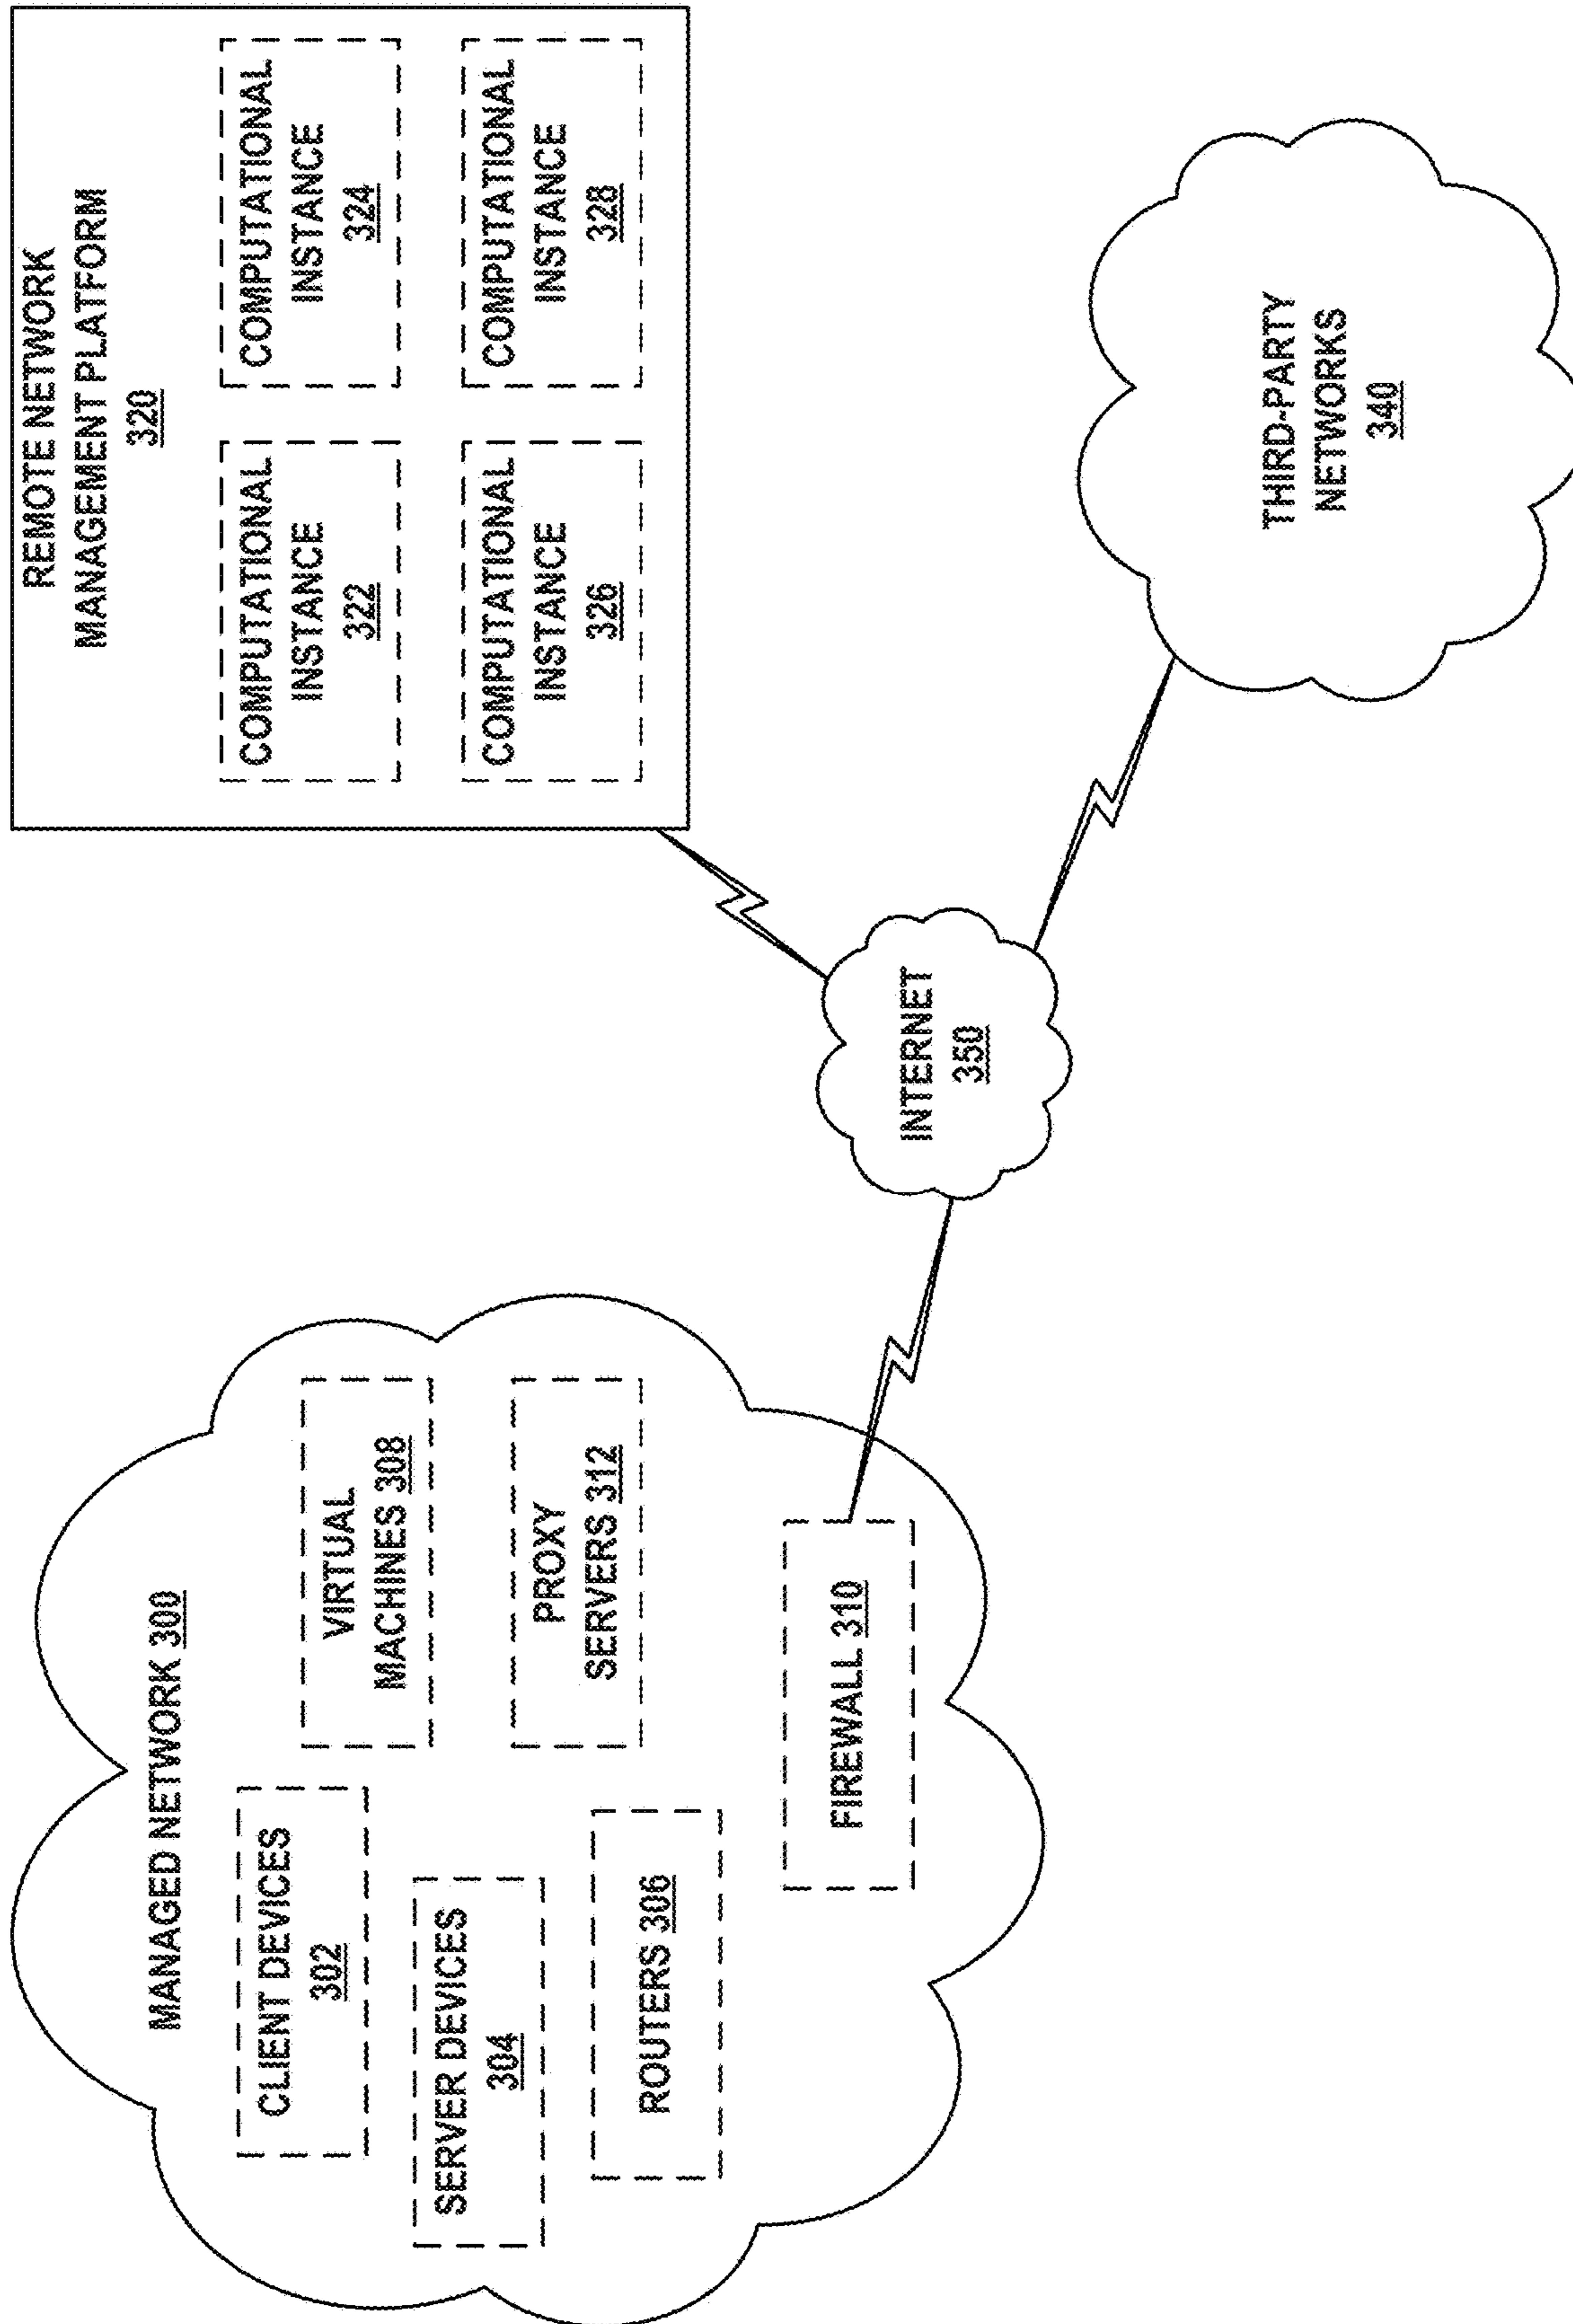 MANAGED NETWORK 300
CLIENT DEVICES
302
SERVER DEVICES
304
ROUTERS 306
VIRTUAL
MACHINES 308
PROXY
SERVERS 312
FIREWALL 310
INTERNET
350
REMOTE NETWORK
MANAGEMENT PLATFORM
320
COMPUTATIONAL
INSTANCE
322
COMPUTATIONAL
INSTANCE
324
COMPUTATIONAL
INSTANCE
326
COMPUTATIONAL
INSTANCE
328
THIRD-PARTY
NETWORKS
340